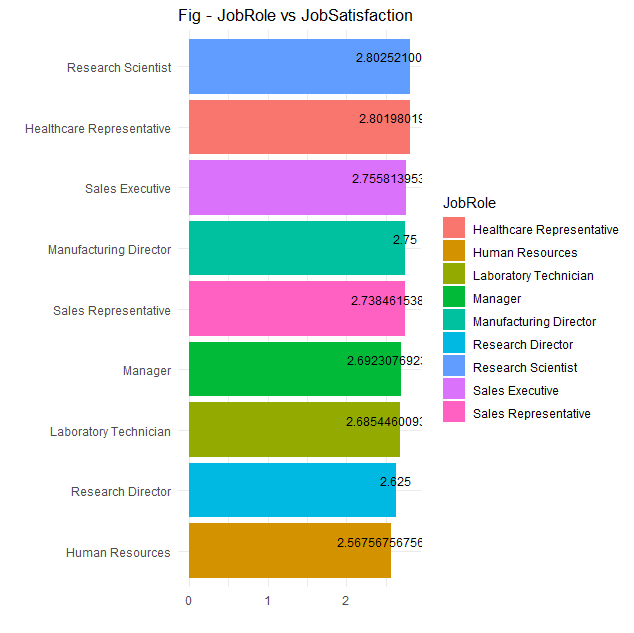 Fig - JobRole vs JobSatisfaction
Research Scientist
2.80252100
Healthcare Representative
2.80198019
Sales Executive
2.755813953
Manufacturing Director
2.75
Sales Representative
2.738461538
Manager
2.6923076923
Laboratory Technician
2.6854460093
Research Director
2.625
Human Resources
2.56756756756
0 1 2
JobRole
Healthcare Representative
Human Resources
Laboratory Technician
Manager
Manufacturing Director
Research Director
Research Scientist
Sales Executive
Sales Representative